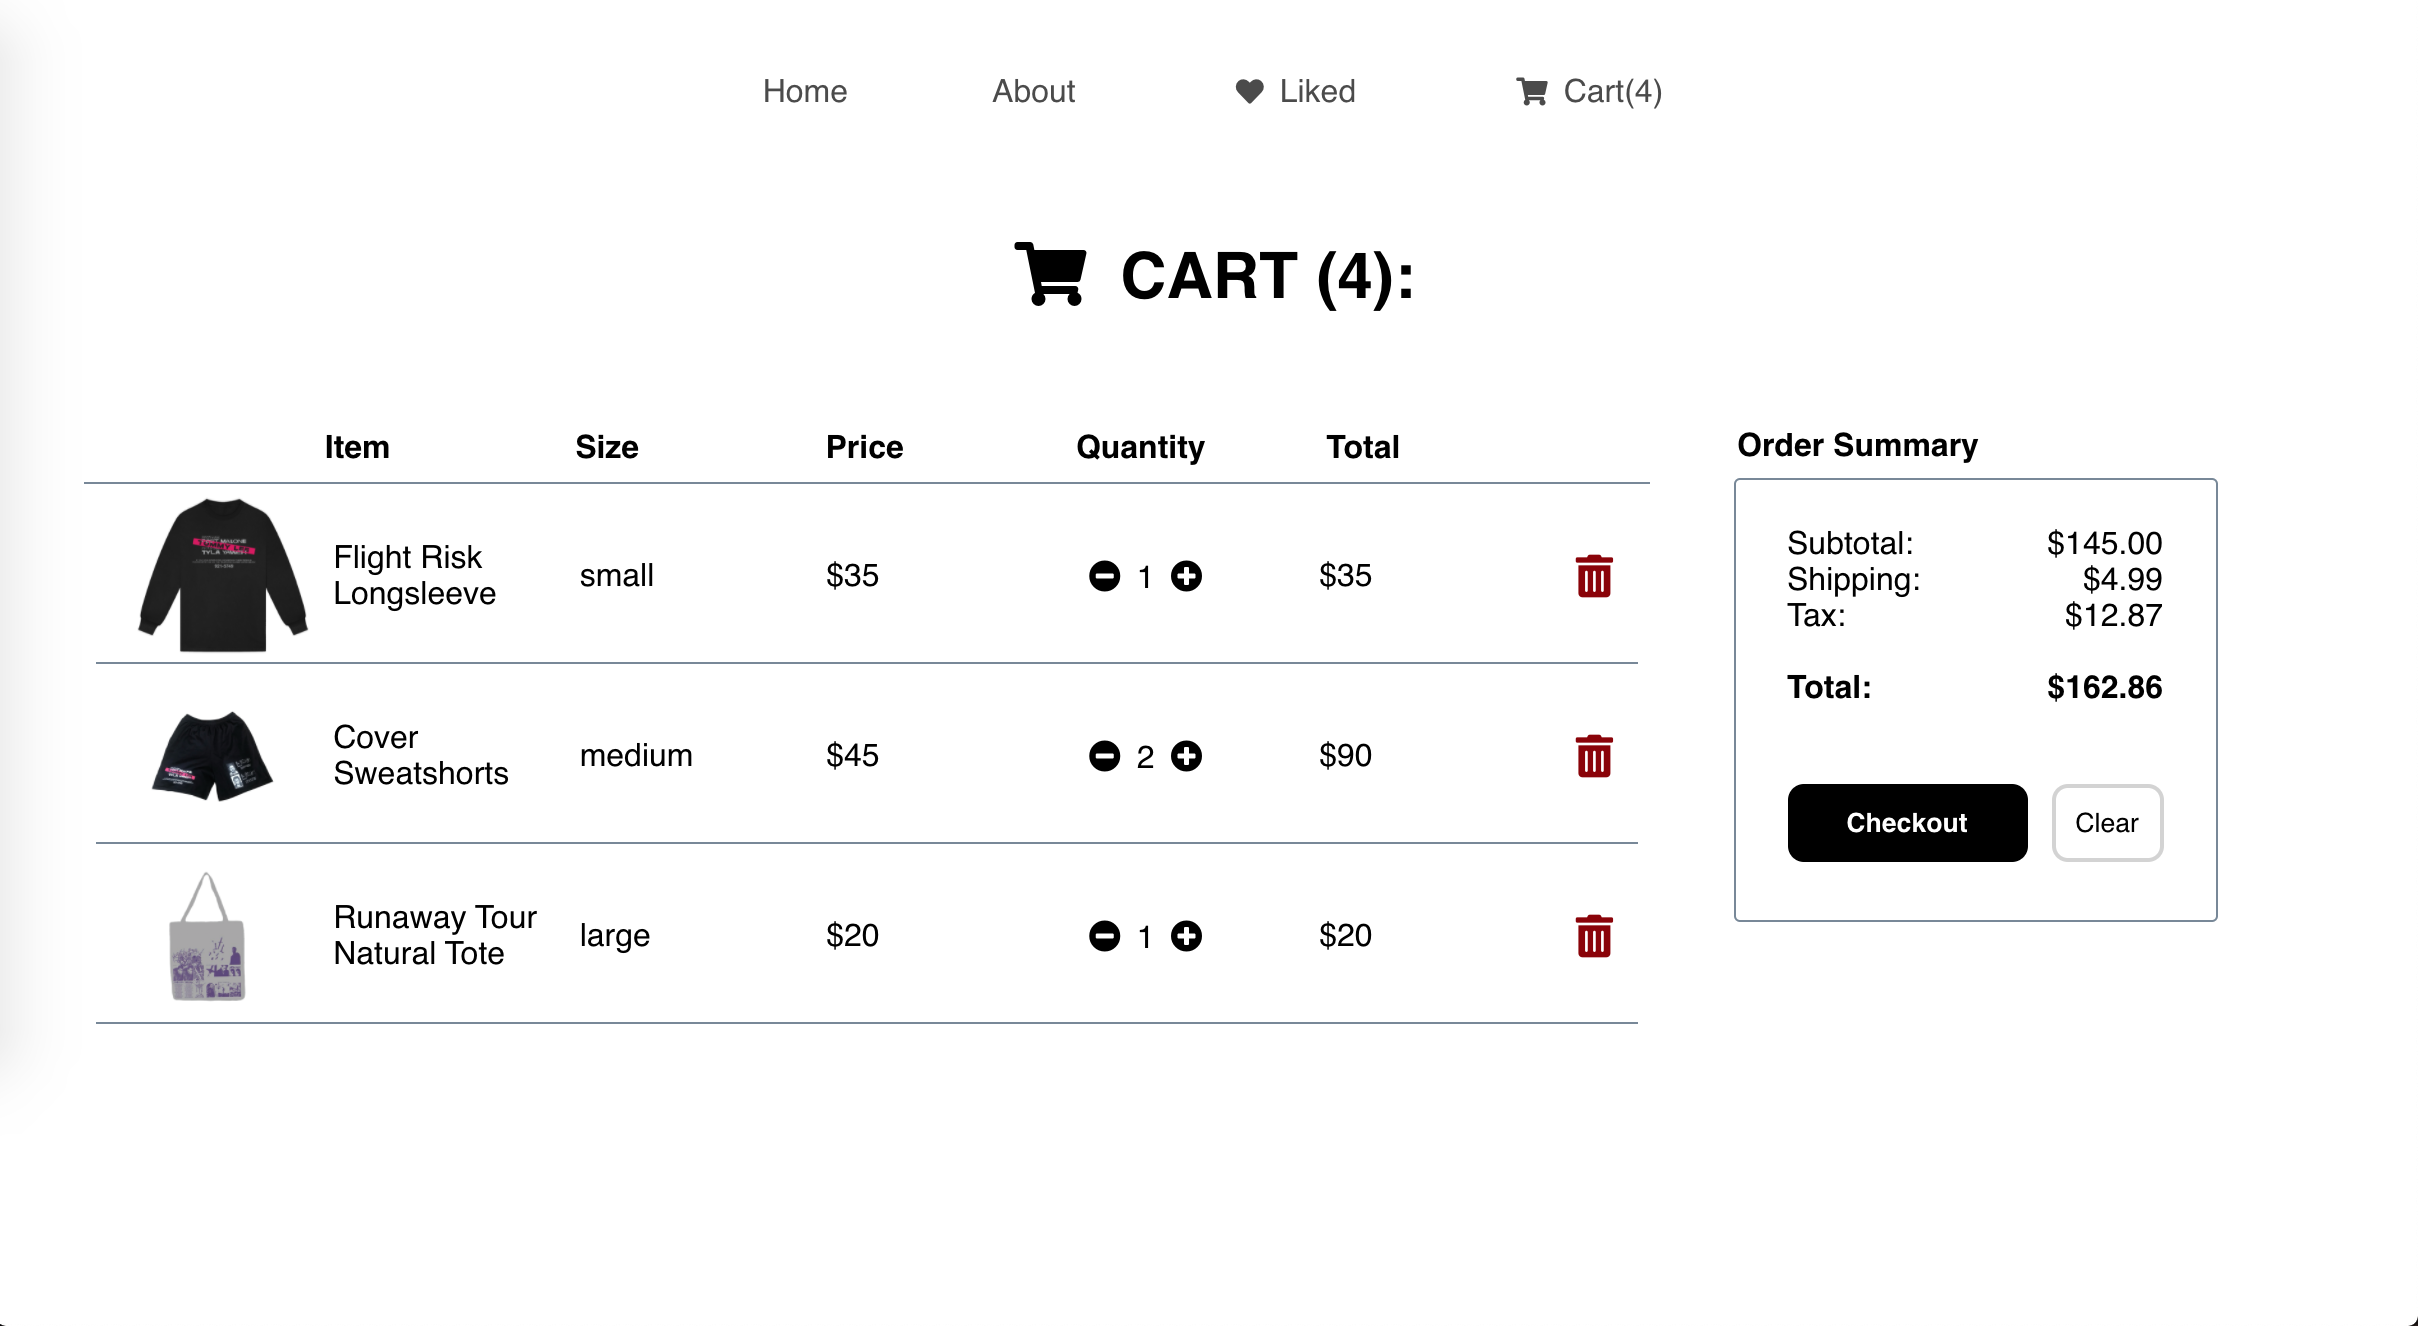 Home About Liked Cart(4)
CART (4):
Item Size Price Quantity Total
Flight Risk
Longsleeve
small $35 1 $35
Cover
Sweatshorts
medium $45 2 $90
Runaway Tour
Natural Tote
large $20 1 $20
Order Summary
Subtotal: $145.00
Shipping: $4.99
Tax: $12.87
Total: $162.86
Checkout Clear